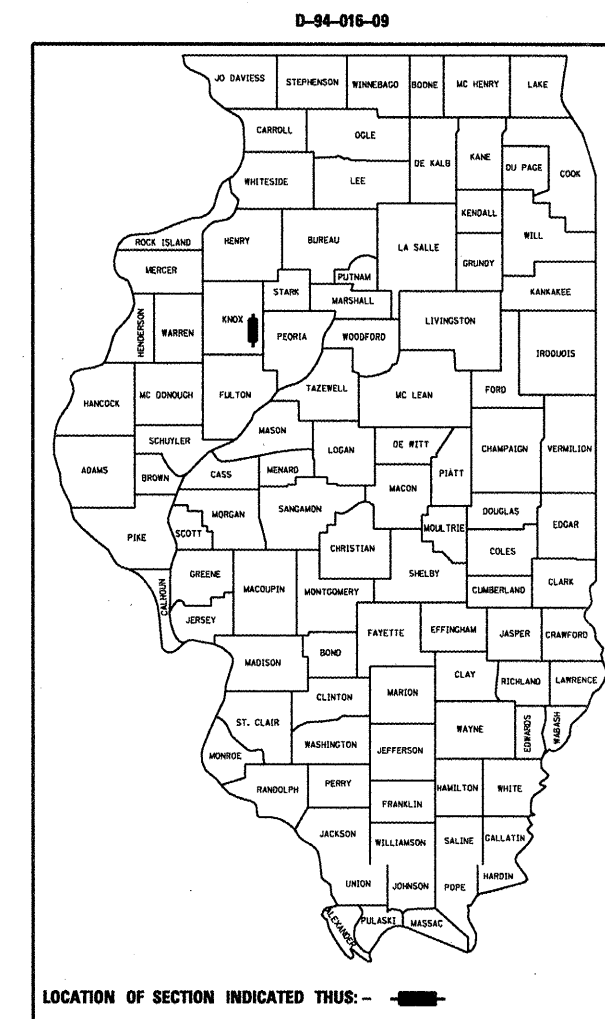 D-94-016-09
JO DAVIESS STEPHENSON WINNEBAGO BOONE MC HENRY LAKE
CARROLL OGLE
DE KALB KANE DU PAGE COOK
WHITESIDE LEE
KENDALL
ROCK ISLAND HENRY BUREAU LA SALLE WILL
MERCER PUTNAM GRUNDY
STARK MARSHALL KANKAKEE
HENDERSON WARREN KNOX PEORIA WOODFORD LIVINGSTON
IROQUOIS
HANCOCK MC DONOUGH FULTON TAZEWELL MC LEAN FORD
MASON
SCHUYLER LOGAN DE WITT CHAMPAIGN VERMILION
ADAMS BROWN CASS MENARD PIATT
MACON
MORGAN SANGAMON DOUGLAS
PIKE SCOTT MOULTRIE EDGAR
CHRISTIAN COLES
GREENE SHELBY
CALHOUN MACOUPIN MONTGOMERY CUMBERLAND CLARK
JERSEY
FAYETTE EFFINGHAM JASPER CRAWFORD
MADISON BOND
CLAY RICHLAND LAWRENCE
CLINTON MARION
ST. CLAIR WAYNE EDWARDS WABASH
MONROE WASHINGTON JEFFERSON
RANDOLPH PERRY HAMILTON WHITE
FRANKLIN
JACKSON WILLIAMSON SALINE GALLATIN
UNION JOHNSON POPE HARDIN
ALEXANDER PULASKI MASSAC
LOCATION OF SECTION INDICATED THUS: -